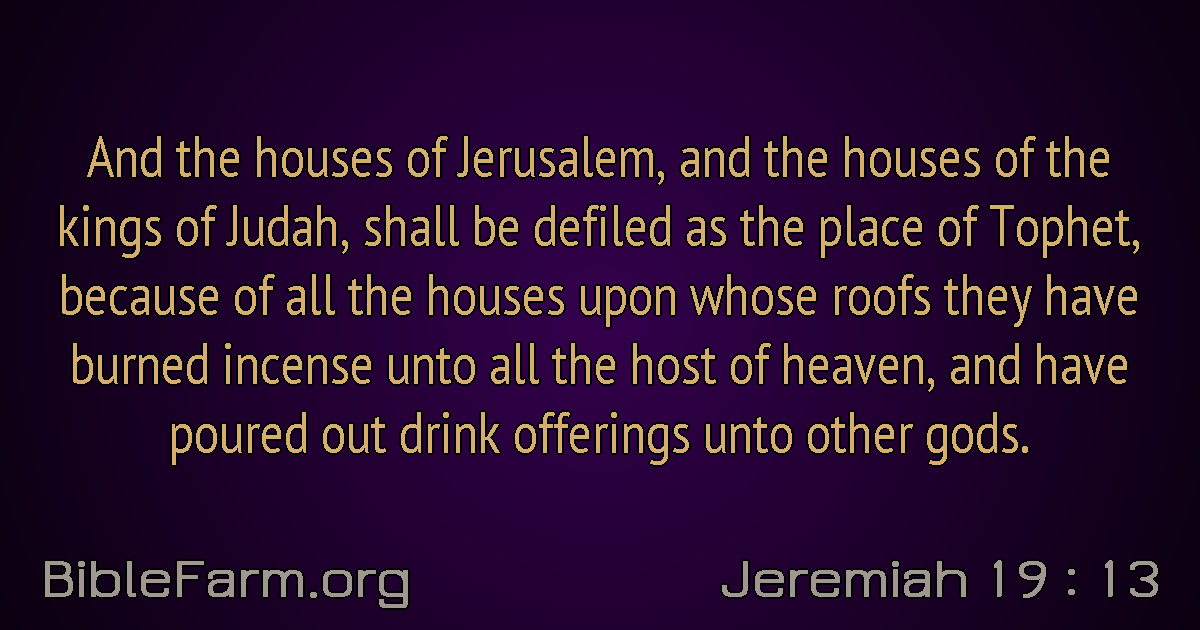 And the houses of Jerusalem, and the houses of the
kings of Judah, shall be defiled as the place of Tophet,
because of all the houses upon whose roofs they have
burned incense unto all the host of heaven, and have
poured out drink offerings unto other gods.
BibleFarm.org
Jeremiah 19 : 13